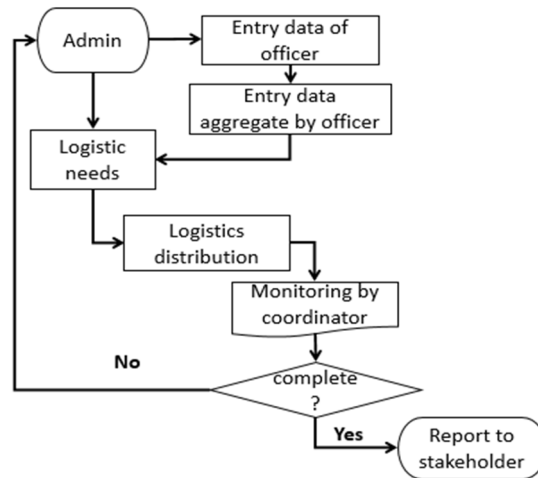 Admin
Entry data of
officer
Entry data
aggregate by officer
Logistic
needs
Logistics
distribution
Monitoring by
coordinator
No
complete
?
Yes
Report to
stakeholder